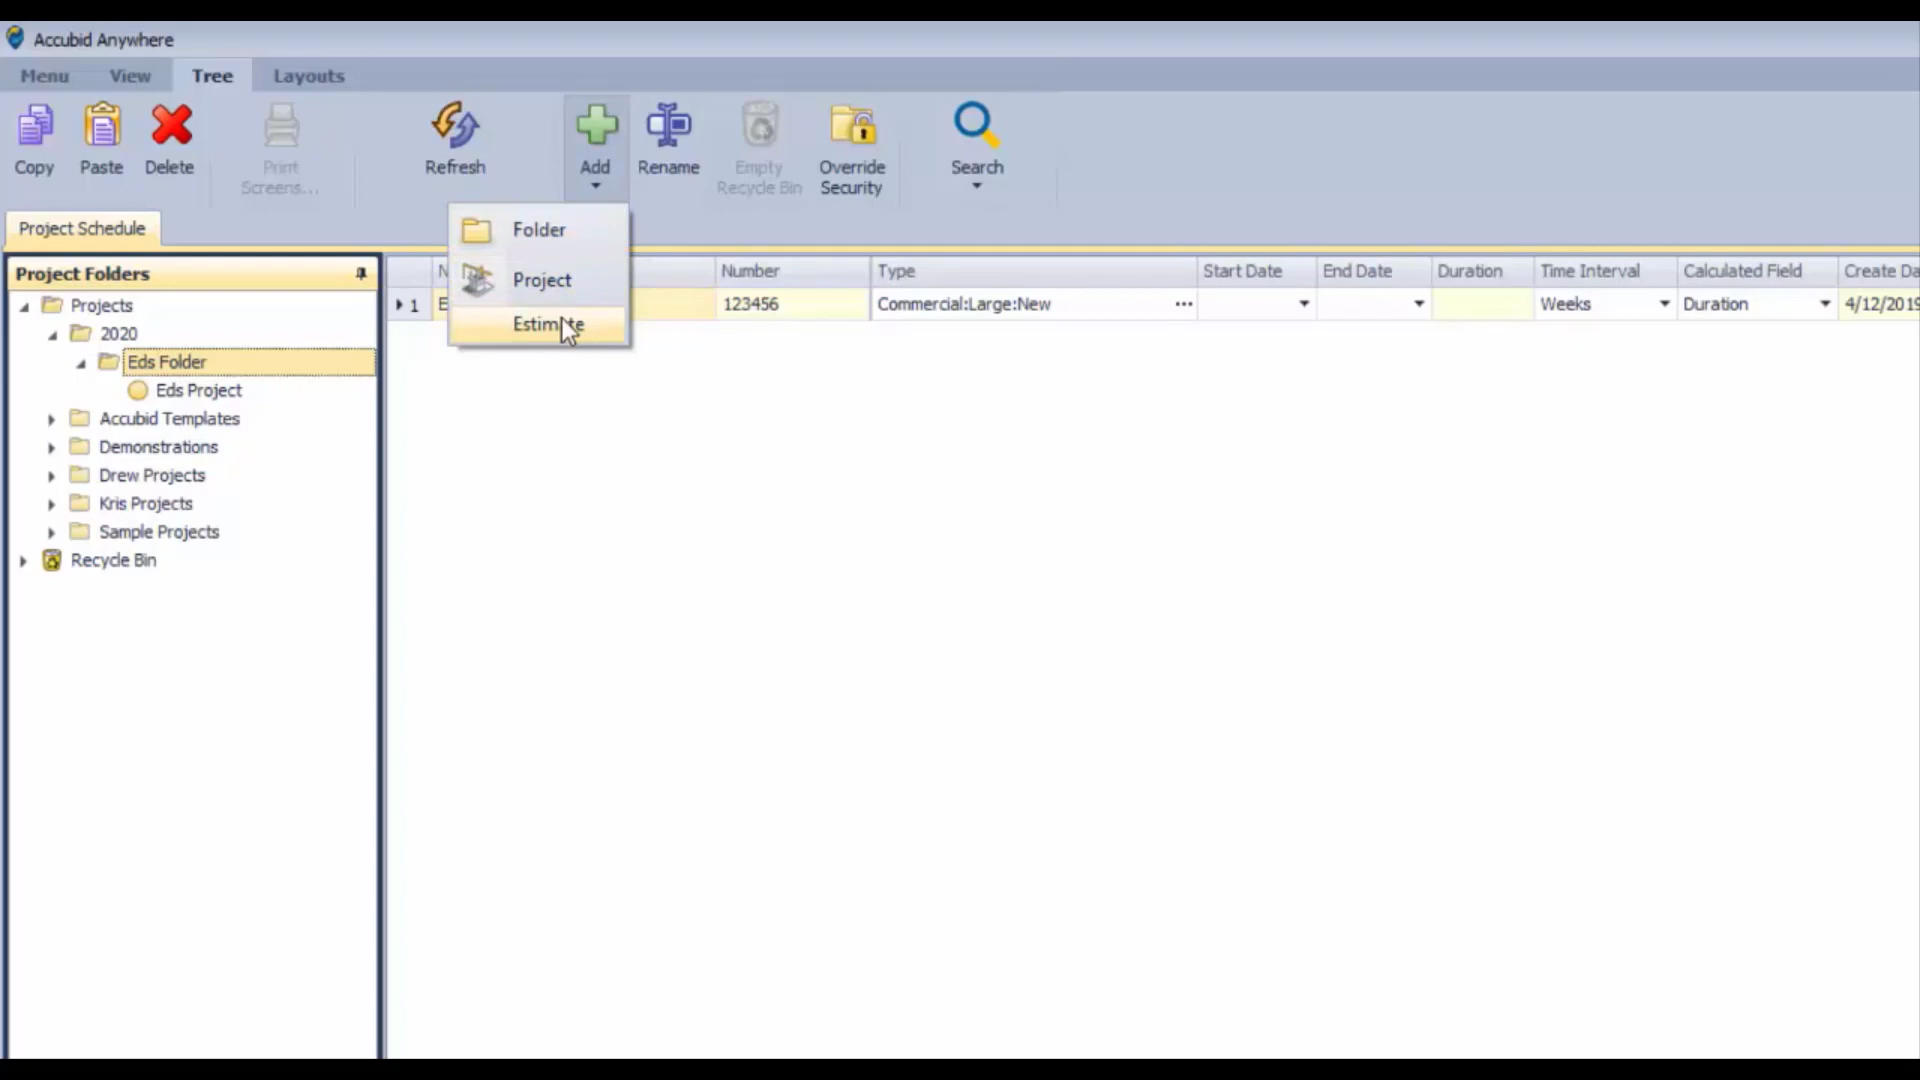 Accubid Anywhere
Menu View Tree Layouts
Copy Paste Delete Print Screens... Refresh Add Rename Empty Recycle Bin Override Security Search
Project Schedule
Folder
Project
Estimate
Project Folders
Projects
2020
Eds Folder
Eds Project
Accubid Templates
Demonstrations
Drew Projects
Kris Projects
Sample Projects
Recycle Bin
N Number Type Start Date End Date Duration Time Interval Calculated Field Create Da
1 E 123456 Commercial:Large:New ... Weeks Duration 4/12/2019